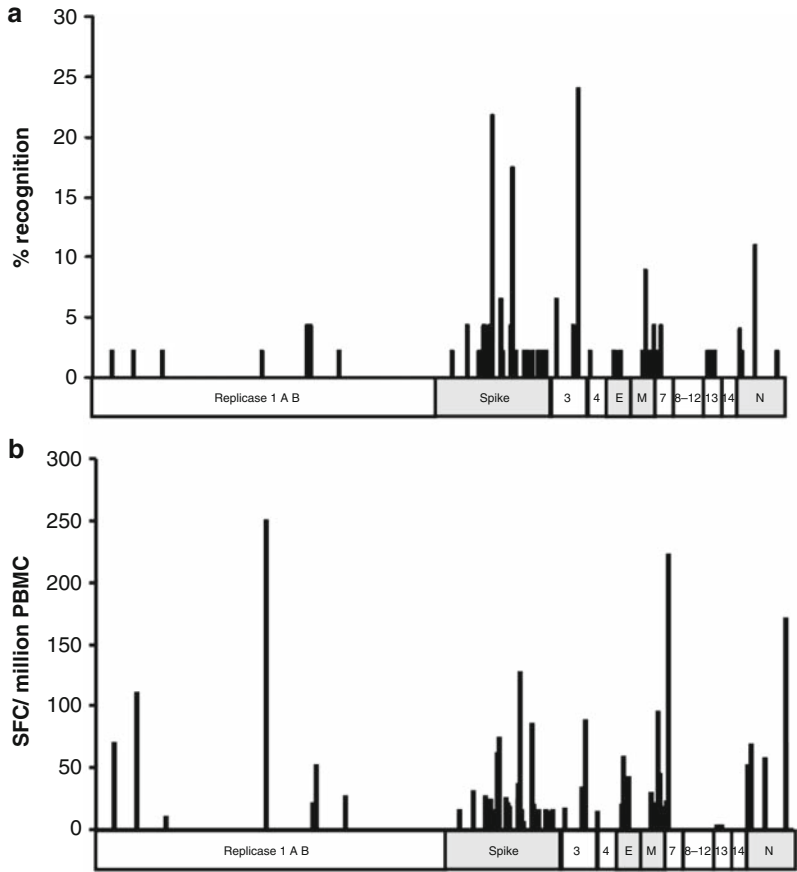 a
% recognition
30
25
20
15
10
5
0
Replicase 1 A B
Spike
3
4
E
M
7
8–12
13
14
N
b
SFC/ million PBMC
300
250
200
150
100
50
0
Replicase 1 A B
Spike
3
4
E
M
7
8–12
13
14
N